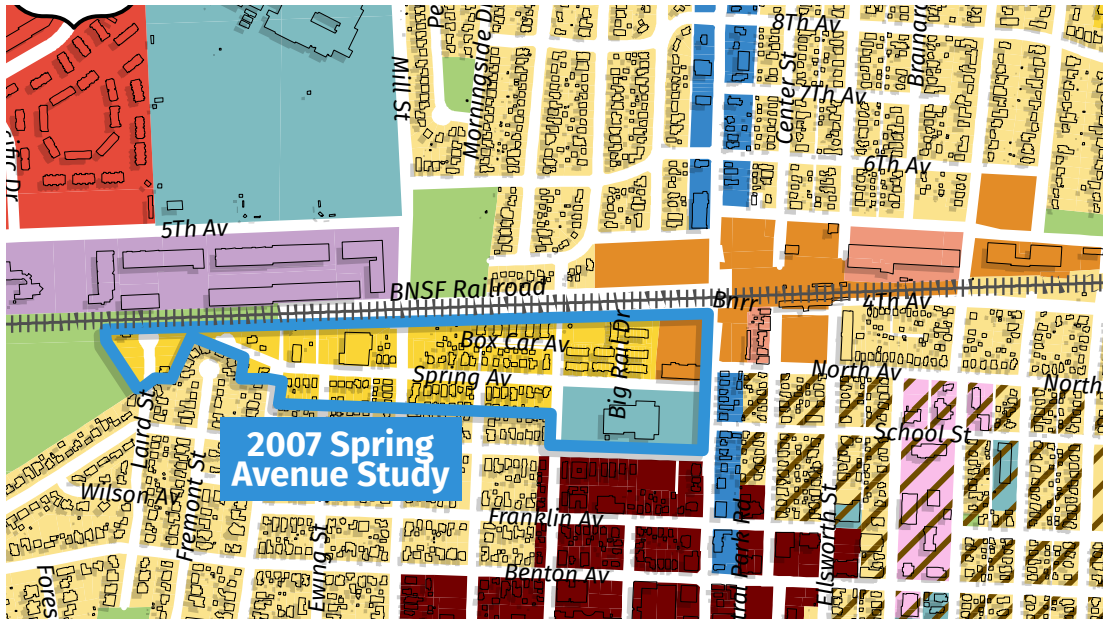 8Th Av
Morningside Dr
Mill St
Center St
7Th Av
6Th Av
5Th Av
BNSF Railroad
Bnrr
4Th Av
Box Car Av
Big Rail Dr
Spring Av
North Av
North
School St
Laird St
2007 Spring
Avenue Study
Wilson Av
Fremont St
Franklin Av
Park Rd
Ellsworth St
Ewing St
Benton Av